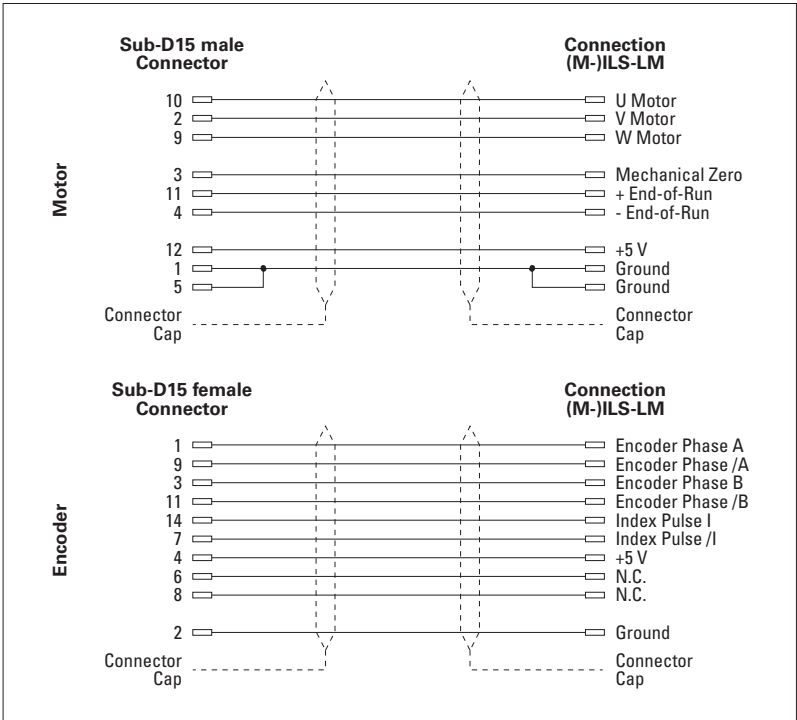 Sub-D15 male Connector
Connection (M-)ILS-LM
Motor
10 U Motor
2 V Motor
9 W Motor
3 Mechanical Zero
11 + End-of-Run
4 - End-of-Run
12 +5 V
1 Ground
5 Ground
Connector Cap
Connector Cap
Sub-D15 female Connector
Connection (M-)ILS-LM
Encoder
1 Encoder Phase A
9 Encoder Phase /A
3 Encoder Phase B
11 Encoder Phase /B
14 Index Pulse I
7 Index Pulse /I
4 +5 V
6 N.C.
8 N.C.
2 Ground
Connector Cap
Connector Cap